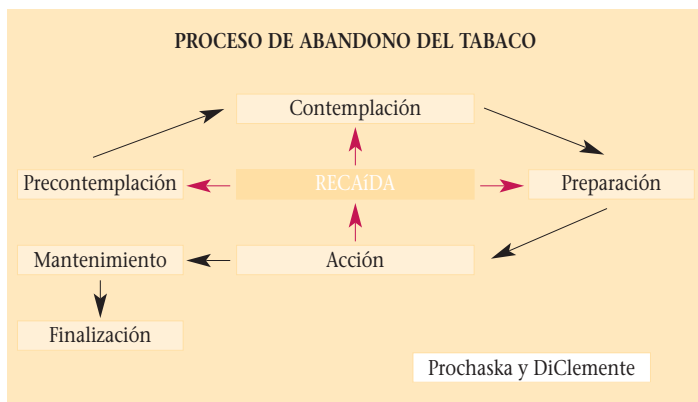 PROCESO DE ABANDONO DEL TABACO
Contemplación
Precontemplación
RECAíDA
Preparación
Mantenimiento
Acción
Finalización
Prochaska y DiClemente